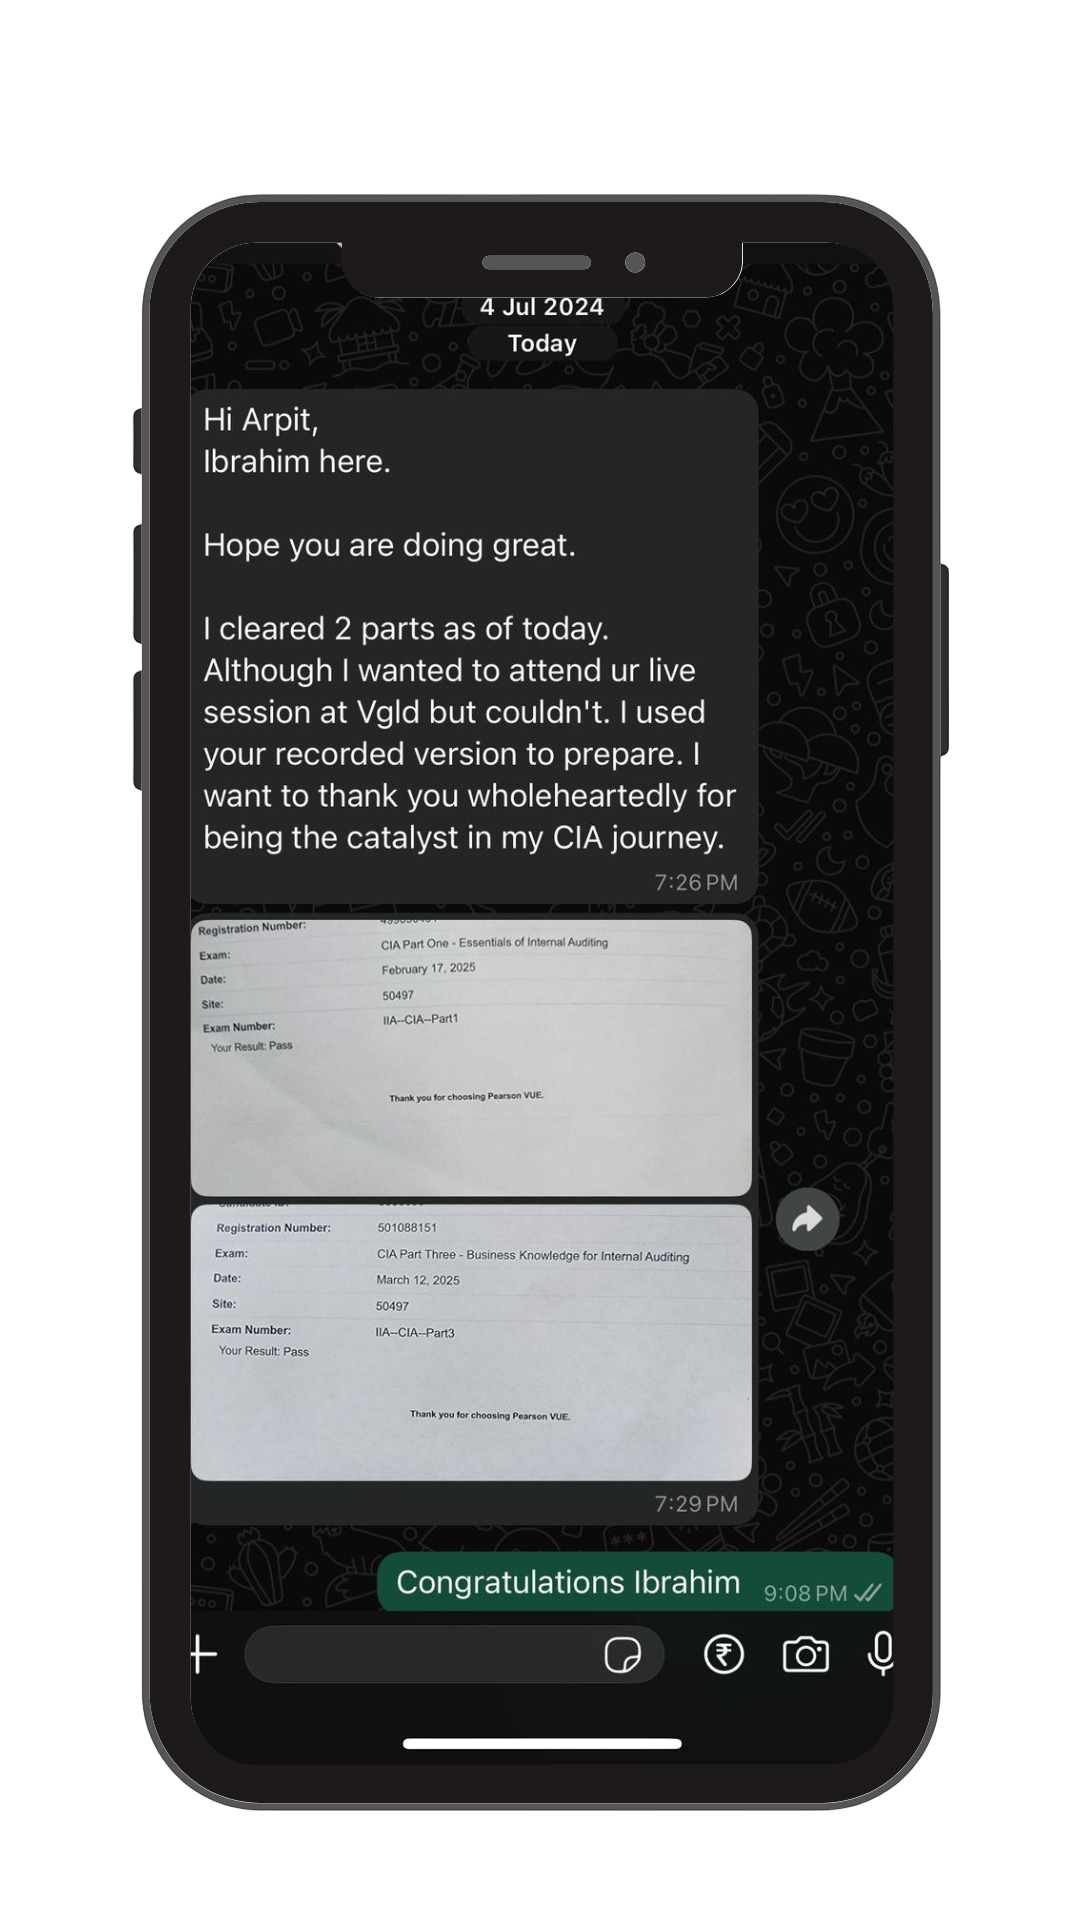 4 Jul 2024
Today
Hi Arpit,
Ibrahim here.
Hope you are doing great.
I cleared 2 parts as of today.
Although I wanted to attend ur live
session at Vgld but couldn't. I used
your recorded version to prepare. I
want to thank you wholeheartedly for
being the catalyst in my CIA journey.
7:26 PM
Registration Number:
Exam: CIA Part One - Essentials of Internal Auditing
Date: February 17, 2025
Site: 50497
Exam Number: IIA--CIA--Part1
Your Result: Pass
Thank you for choosing Pearson VUE.
Registration Number: 501088151
Exam: CIA Part Three - Business Knowledge for Internal Auditing
Date: March 12, 2025
Site: 50497
Exam Number: IIA--CIA--Part3
Your Result: Pass
Thank you for choosing Pearson VUE.
7:29 PM
Congratulations Ibrahim 9:08 PM
₹